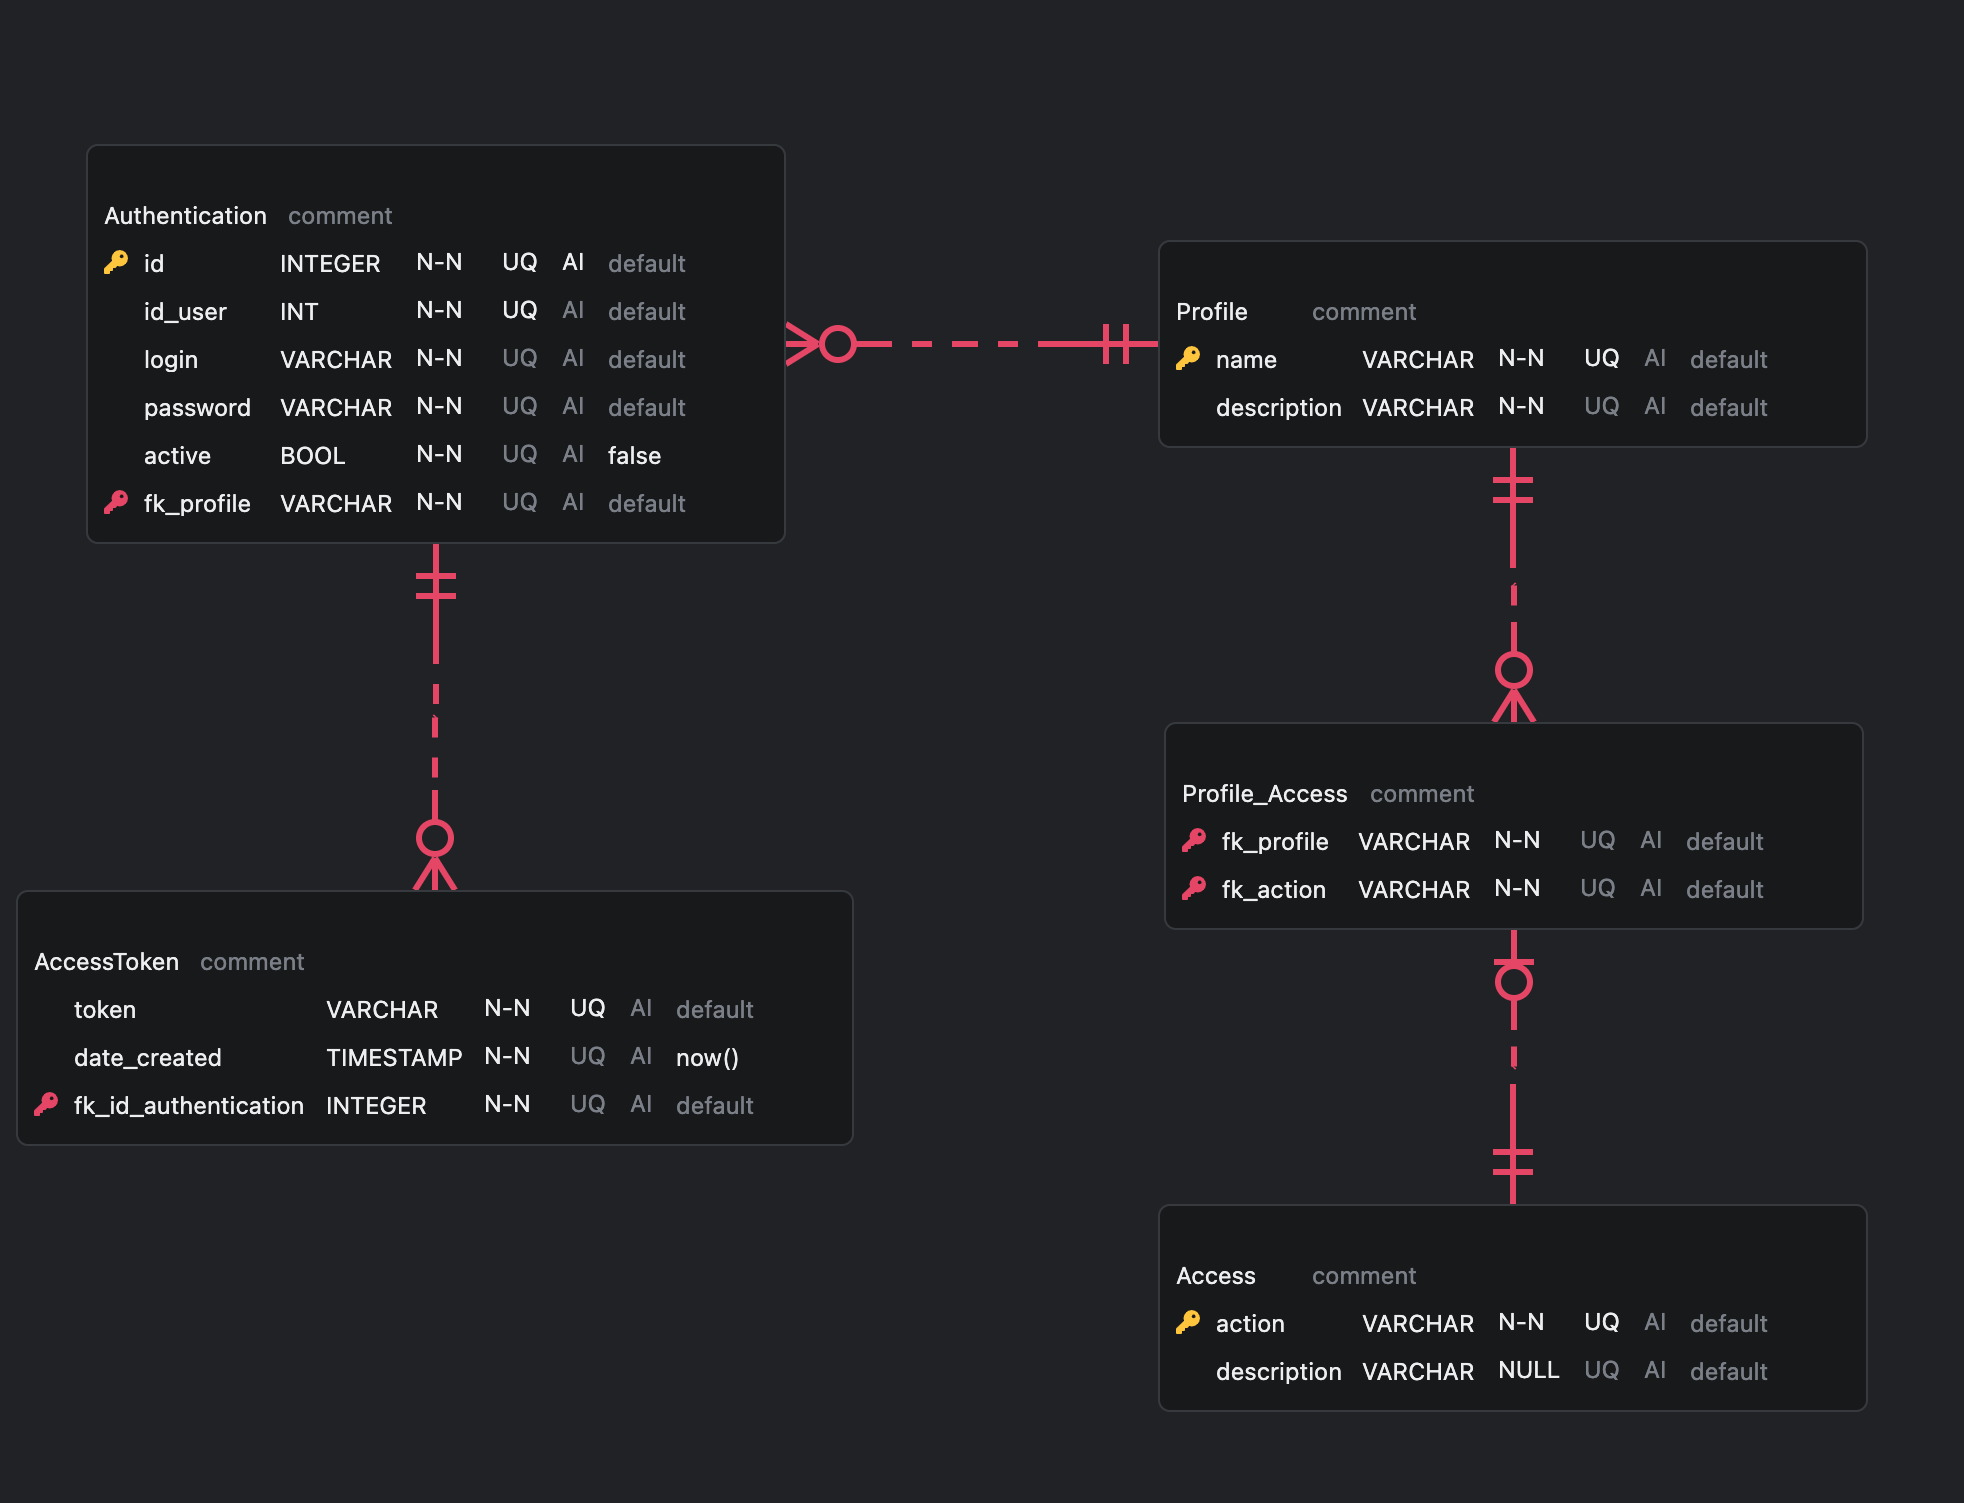 Authentication comment
id INTEGER N-N UQ AI default
id_user INT N-N UQ AI default
login VARCHAR N-N UQ AI default
password VARCHAR N-N UQ AI default
active BOOL N-N UQ AI false
fk_profile VARCHAR N-N UQ AI default
Profile comment
name VARCHAR N-N UQ AI default
description VARCHAR N-N UQ AI default
Profile_Access comment
fk_profile VARCHAR N-N UQ AI default
fk_action VARCHAR N-N UQ AI default
AccessToken comment
token VARCHAR N-N UQ AI default
date_created TIMESTAMP N-N UQ AI now()
fk_id_authentication INTEGER N-N UQ AI default
Access comment
action VARCHAR N-N UQ AI default
description VARCHAR NULL UQ AI default